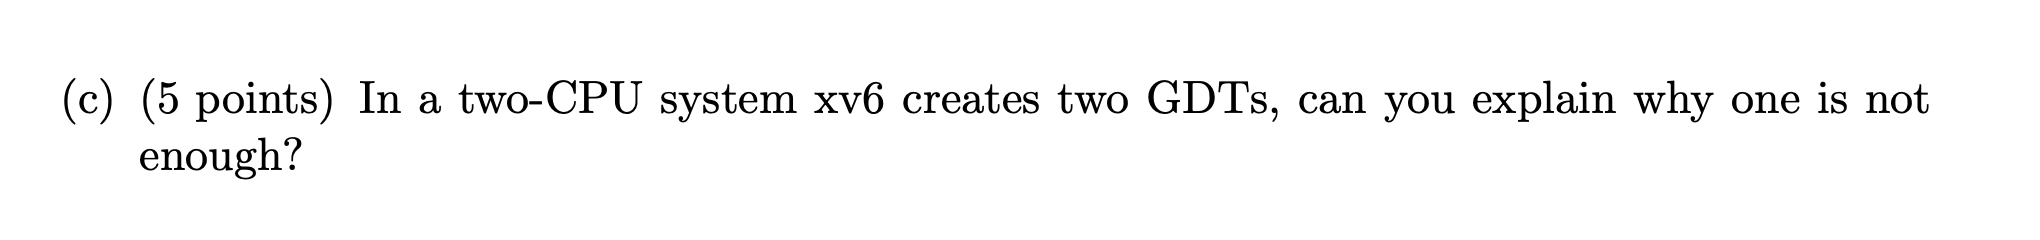 (c) (5 points) In a two-CPU system xv6 creates two GDTs, can you explain why one is not
enough?